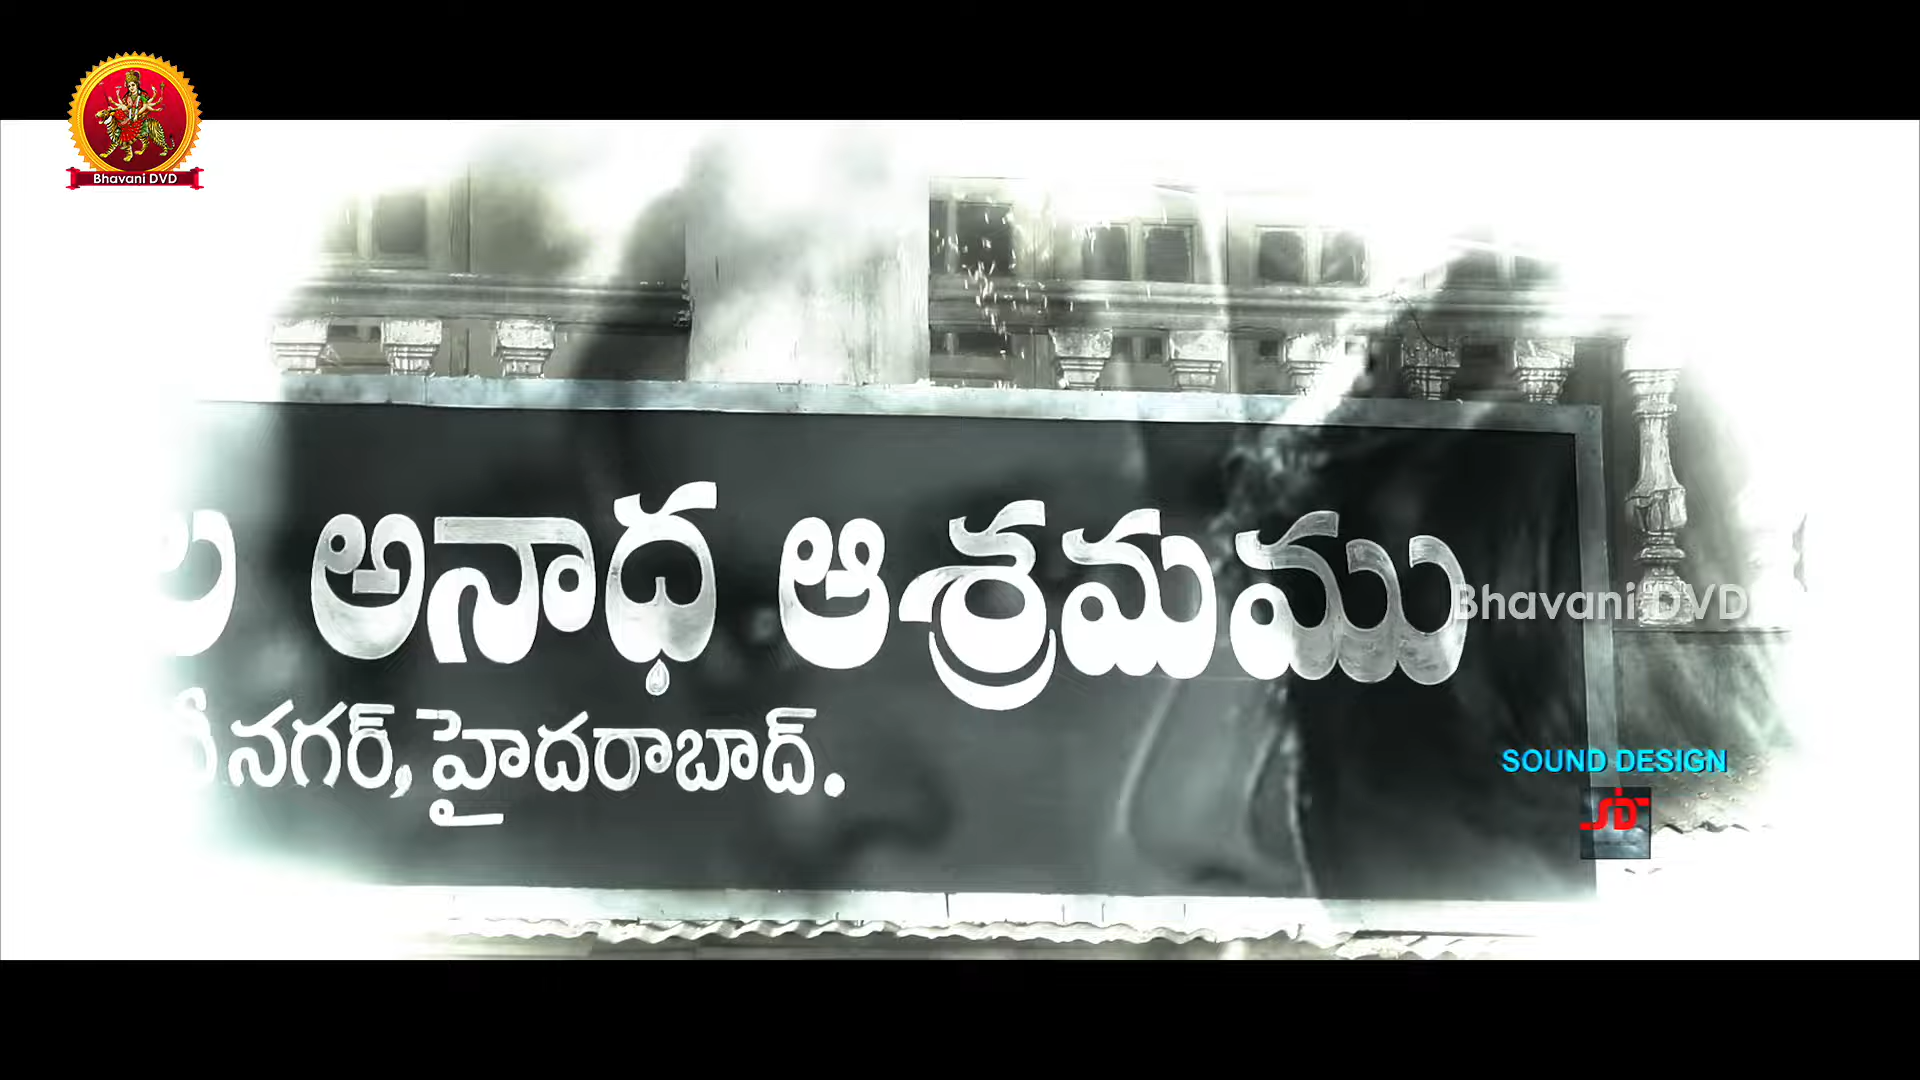 Bhavani DVD
అనాధ ఆశ్రమము
Bhavani DVD
నగర్, హైదరాబాద్.
SOUND DESIGN